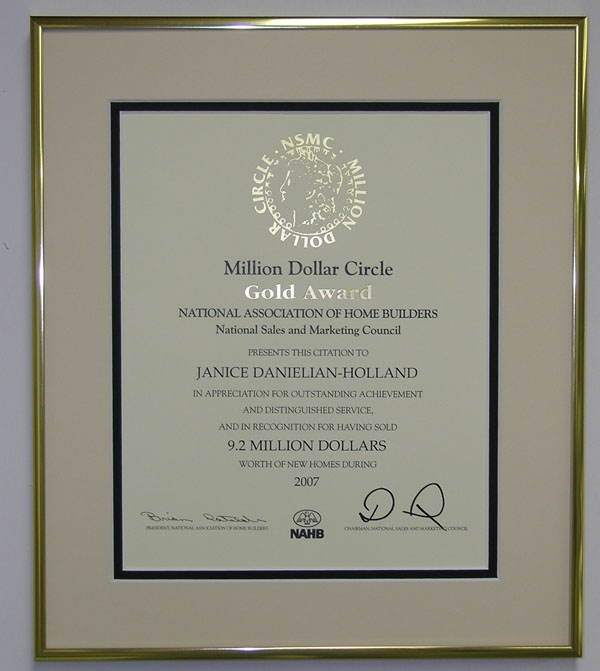 NSMC · MILLION DOLLAR CIRCLE ·
Million Dollar Circle
Gold Award
NATIONAL ASSOCIATION OF HOME BUILDERS
National Sales and Marketing Council
PRESENTS THIS CITATION TO
JANICE DANIELIAN-HOLLAND
IN APPRECIATION FOR OUTSTANDING ACHIEVEMENT
AND DISTINGUISHED SERVICE,
AND IN RECOGNITION FOR HAVING SOLD
9.2 MILLION DOLLARS
WORTH OF NEW HOMES DURING
2007
Brian
PRESIDENT, NATIONAL ASSOCIATION OF HOME BUILDERS
NAHB
CHAIRMAN, NATIONAL SALES AND MARKETING COUNCIL